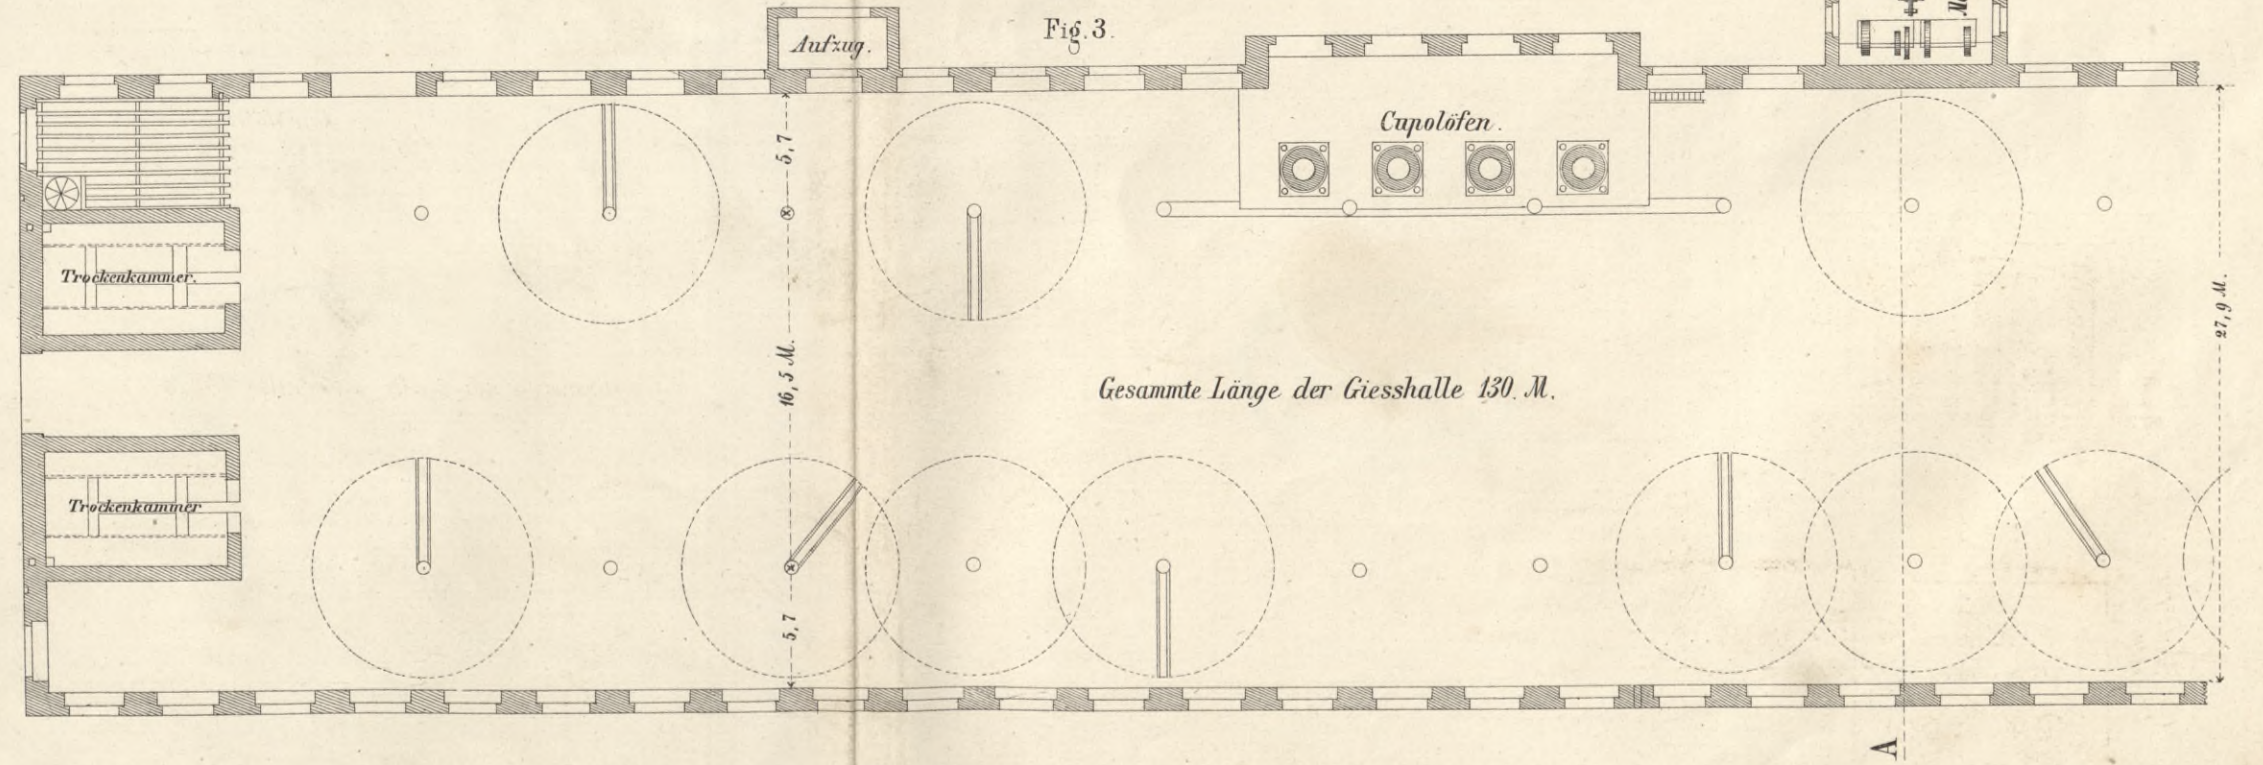 Fig. 3.
Aufzug.
Cupolöfen.
5,7
Trockenkammer.
27,9 M.
16,5 M.
Gesammte Länge der Giesshalle 130. M.
Trockenkammer
5,7
A